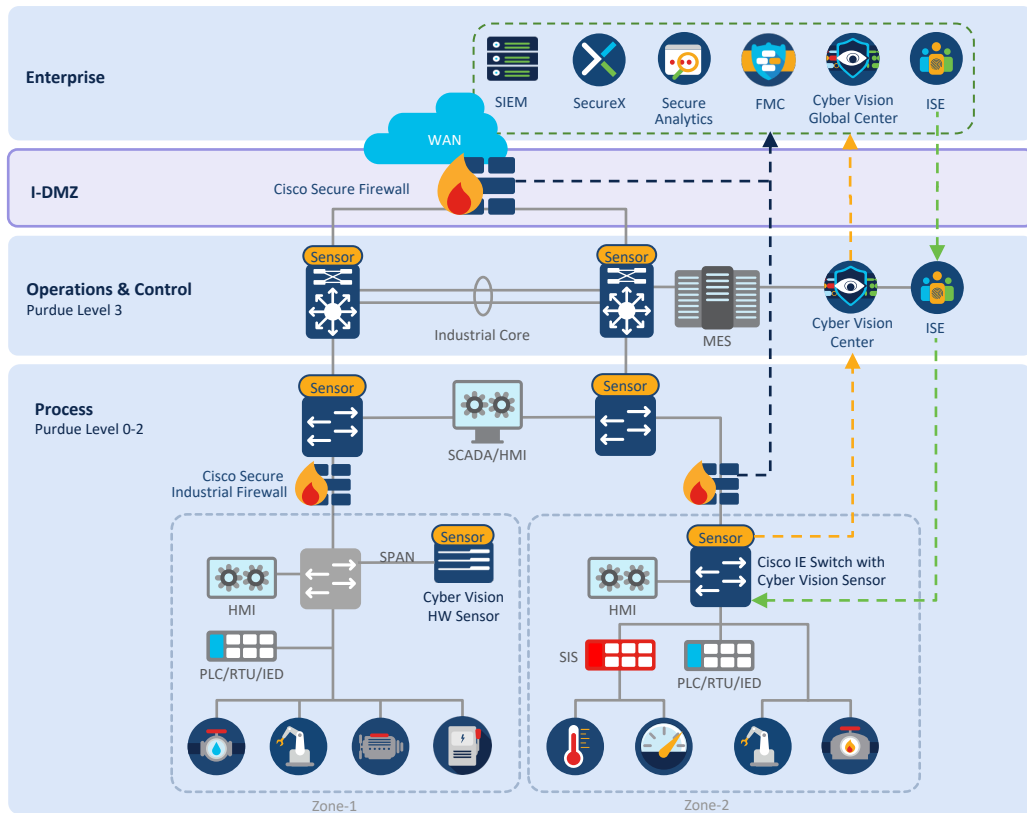 Enterprise
SIEM
SecureX
Secure
Analytics
FMC
Cyber Vision
Global Center
ISE
WAN
I-DMZ
Cisco Secure Firewall
Operations & Control
Purdue Level 3
Sensor
Sensor
Industrial Core
MES
Cyber Vision
Center
ISE
Process
Purdue Level 0-2
Sensor
Sensor
SCADA/HMI
Cisco Secure
Industrial Firewall
Sensor
SPAN
HMI
Cyber Vision
HW Sensor
PLC/RTU/IED
Zone-1
Sensor
Cisco IE Switch with
Cyber Vision Sensor
HMI
SIS
PLC/RTU/IED
Zone-2